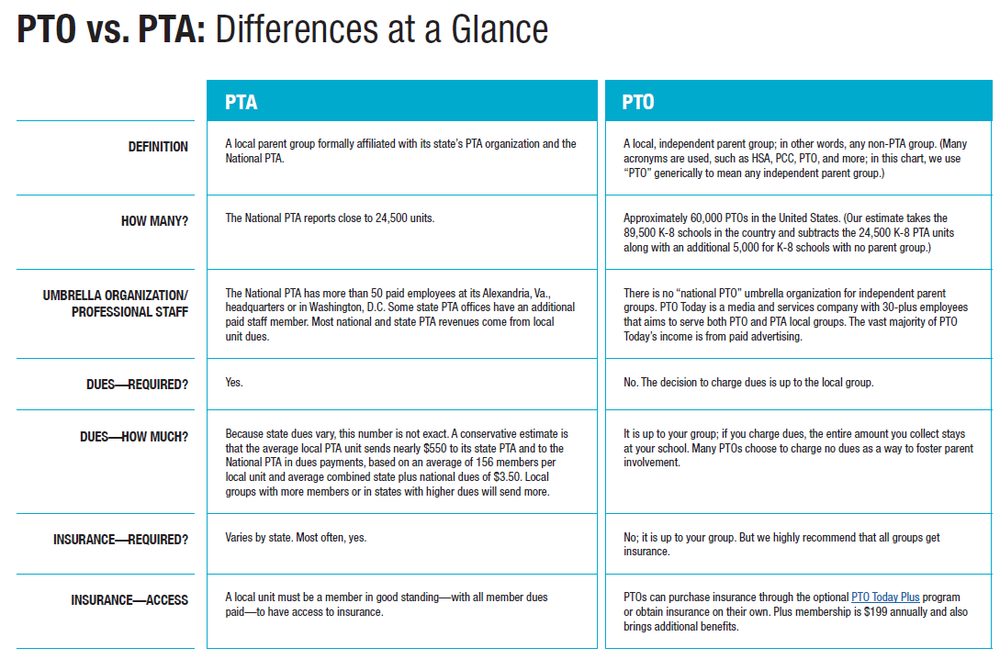 PTO vs. PTA: Differences at a Glance
PTA
PTO
DEFINITION
A local parent group formally affiliated with its state’s PTA organization and the
National PTA.
A local, independent parent group; in other words, any non-PTA group. (Many
acronyms are used, such as HSA, PCC, PTO, and more; in this chart, we use
“PTO” generically to mean any independent parent group.)
HOW MANY?
The National PTA reports close to 24,500 units.
Approximately 60,000 PTOs in the United States. (Our estimate takes the
89,500 K-8 schools in the country and subtracts the 24,500 K-8 PTA units
along with an additional 5,000 for K-8 schools with no parent group.)
UMBRELLA ORGANIZATION/
PROFESSIONAL STAFF
The National PTA has more than 50 paid employees at its Alexandria, Va.,
headquarters or in Washington, D.C. Some state PTA offices have an additional
paid staff member. Most national and state PTA revenues come from local
unit dues.
There is no “national PTO” umbrella organization for independent parent
groups. PTO Today is a media and services company with 30-plus employees
that aims to serve both PTO and PTA local groups. The vast majority of PTO
Today’s income is from paid advertising.
DUES—REQUIRED?
Yes.
No. The decision to charge dues is up to the local group.
DUES—HOW MUCH?
Because state dues vary, this number is not exact. A conservative estimate is
that the average local PTA unit sends nearly $550 to its state PTA and to the
National PTA in dues payments, based on an average of 156 members per
local unit and average combined state plus national dues of $3.50. Local
groups with more members or in states with higher dues will send more.
It is up to your group; if you charge dues, the entire amount you collect stays
at your school. Many PTOs choose to charge no dues as a way to foster parent
involvement.
INSURANCE—REQUIRED?
Varies by state. Most often, yes.
No; it is up to your group. But we highly recommend that all groups get
insurance.
INSURANCE—ACCESS
A local unit must be a member in good standing—with all member dues
paid—to have access to insurance.
PTOs can purchase insurance through the optional PTO Today Plus program
or obtain insurance on their own. Plus membership is $199 annually and also
brings additional benefits.